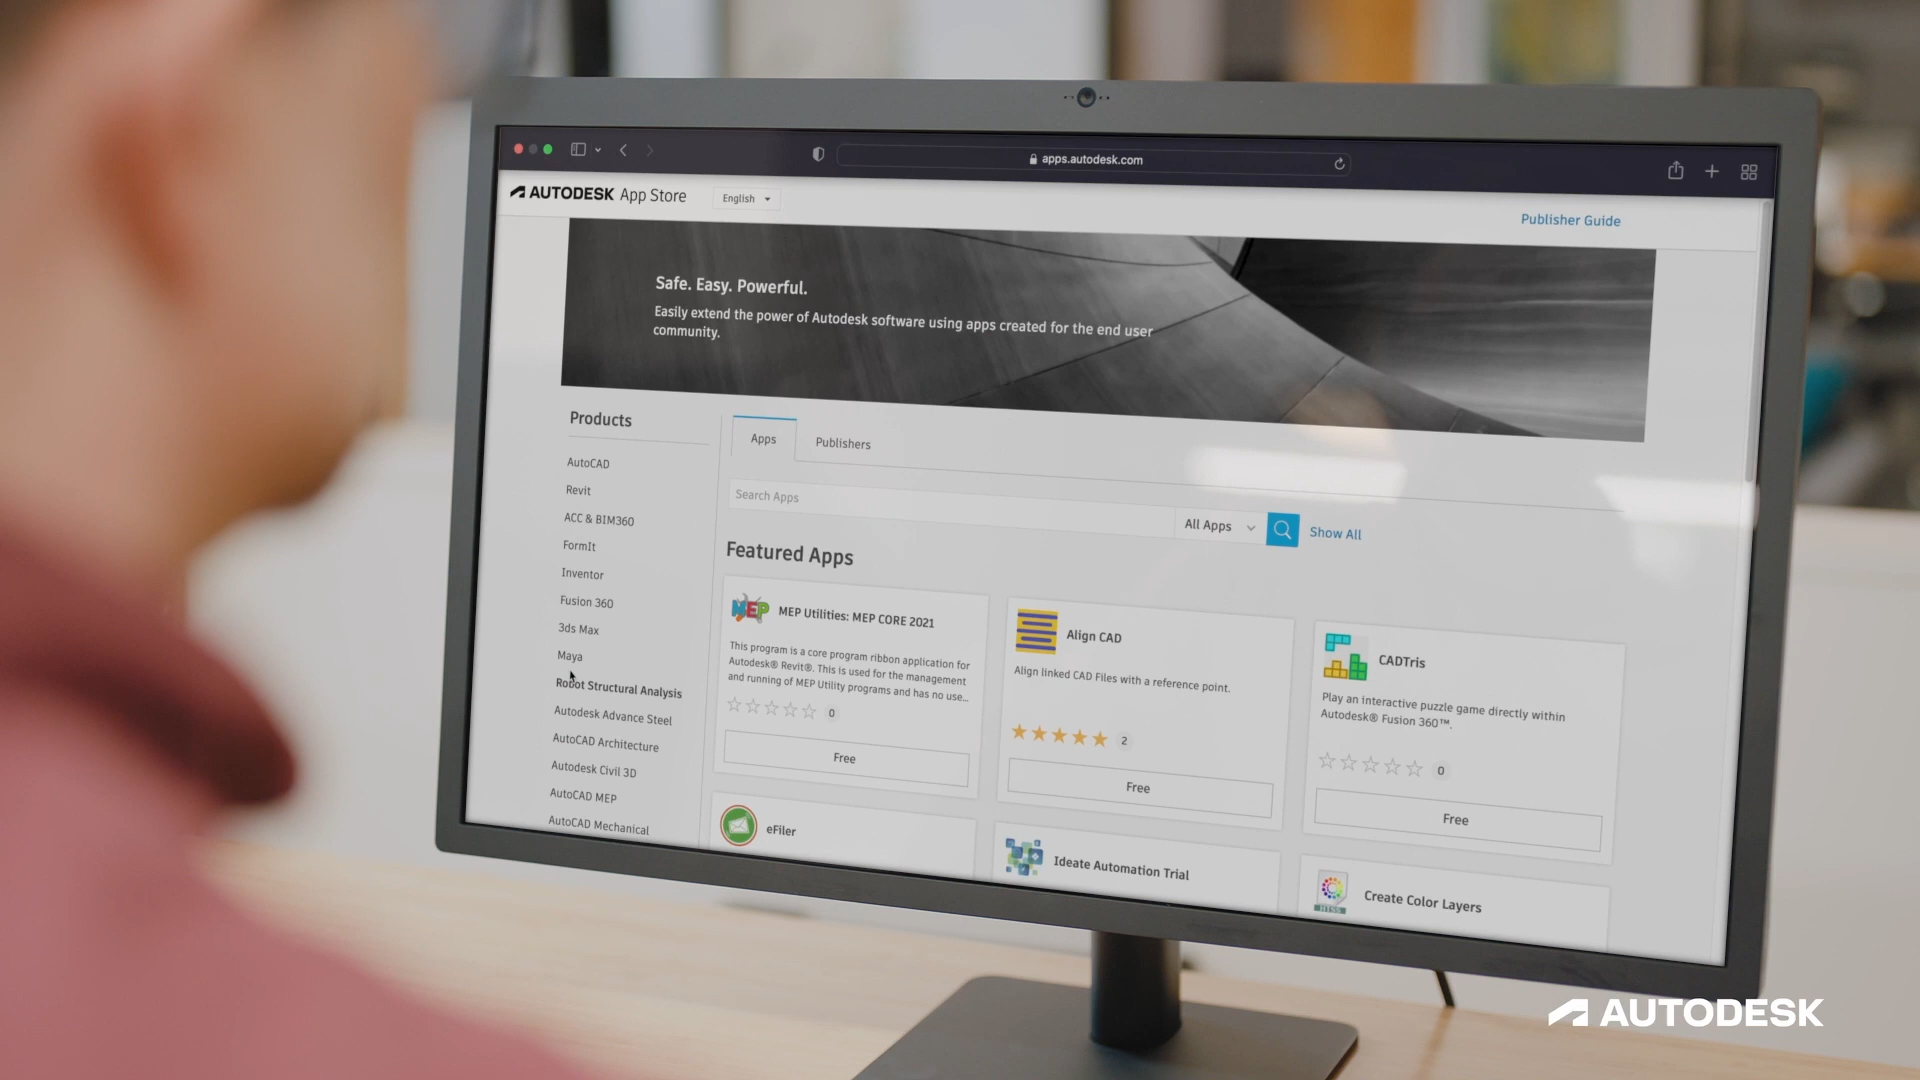 apps.autodesk.com
AUTODESK App Store
English
Publisher Guide
Safe. Easy. Powerful.
Easily extend the power of Autodesk software using apps created for the end user
community.
Products
AutoCAD
Revit
ACC & BIM360
FormIt
Inventor
Fusion 360
3ds Max
Maya
Robot Structural Analysis
Autodesk Advance Steel
AutoCAD Architecture
Autodesk Civil 3D
AutoCAD MEP
AutoCAD Mechanical
Apps
Publishers
Search Apps
All Apps
Show All
Featured Apps
MEP
MEP Utilities: MEP CORE 2021
This program is a core program ribbon application for
Autodesk® Revit®. This is used for the management
and running of MEP Utility programs and has no use...
0
Free
Align CAD
Align linked CAD Files with a reference point.
2
Free
CADTris
Play an interactive puzzle game directly within
Autodesk® Fusion 360™.
0
Free
eFiler
Ideate Automation Trial
Create Color Layers
AUTODESK